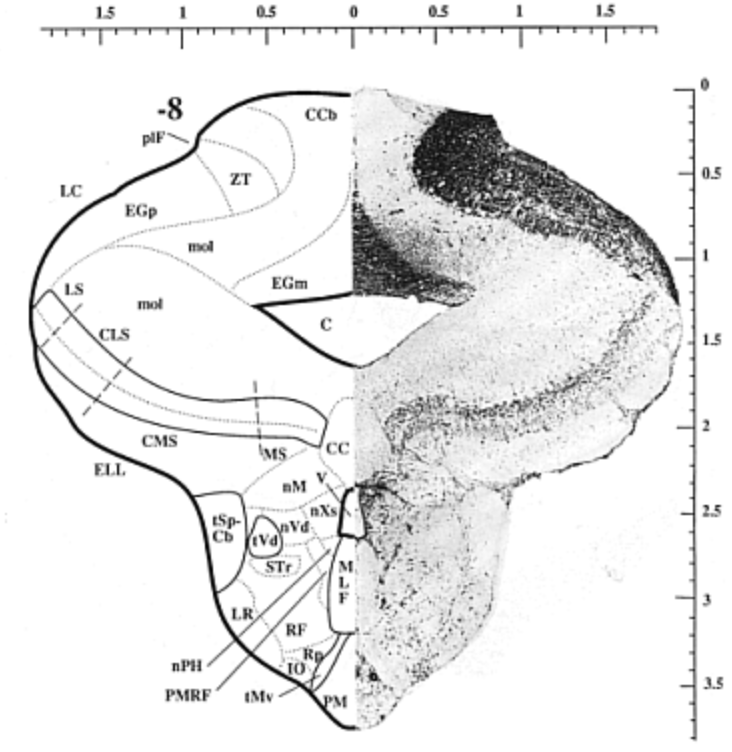 1.5 1 0.5 0 0.5 1 1.5
0
-8
CCb
plF
ZT
0.5
LC
EGp
mol
1
EGm
LS
mol
C
CLS
1.5
CMS
2
MS
CC
ELL
nM
V
nXs
2.5
tSp-
Cb
nVd
tVd
STr
M
L
F
3
LR
RF
Rp
nPH
IO
PMRF
tMv
PM
3.5